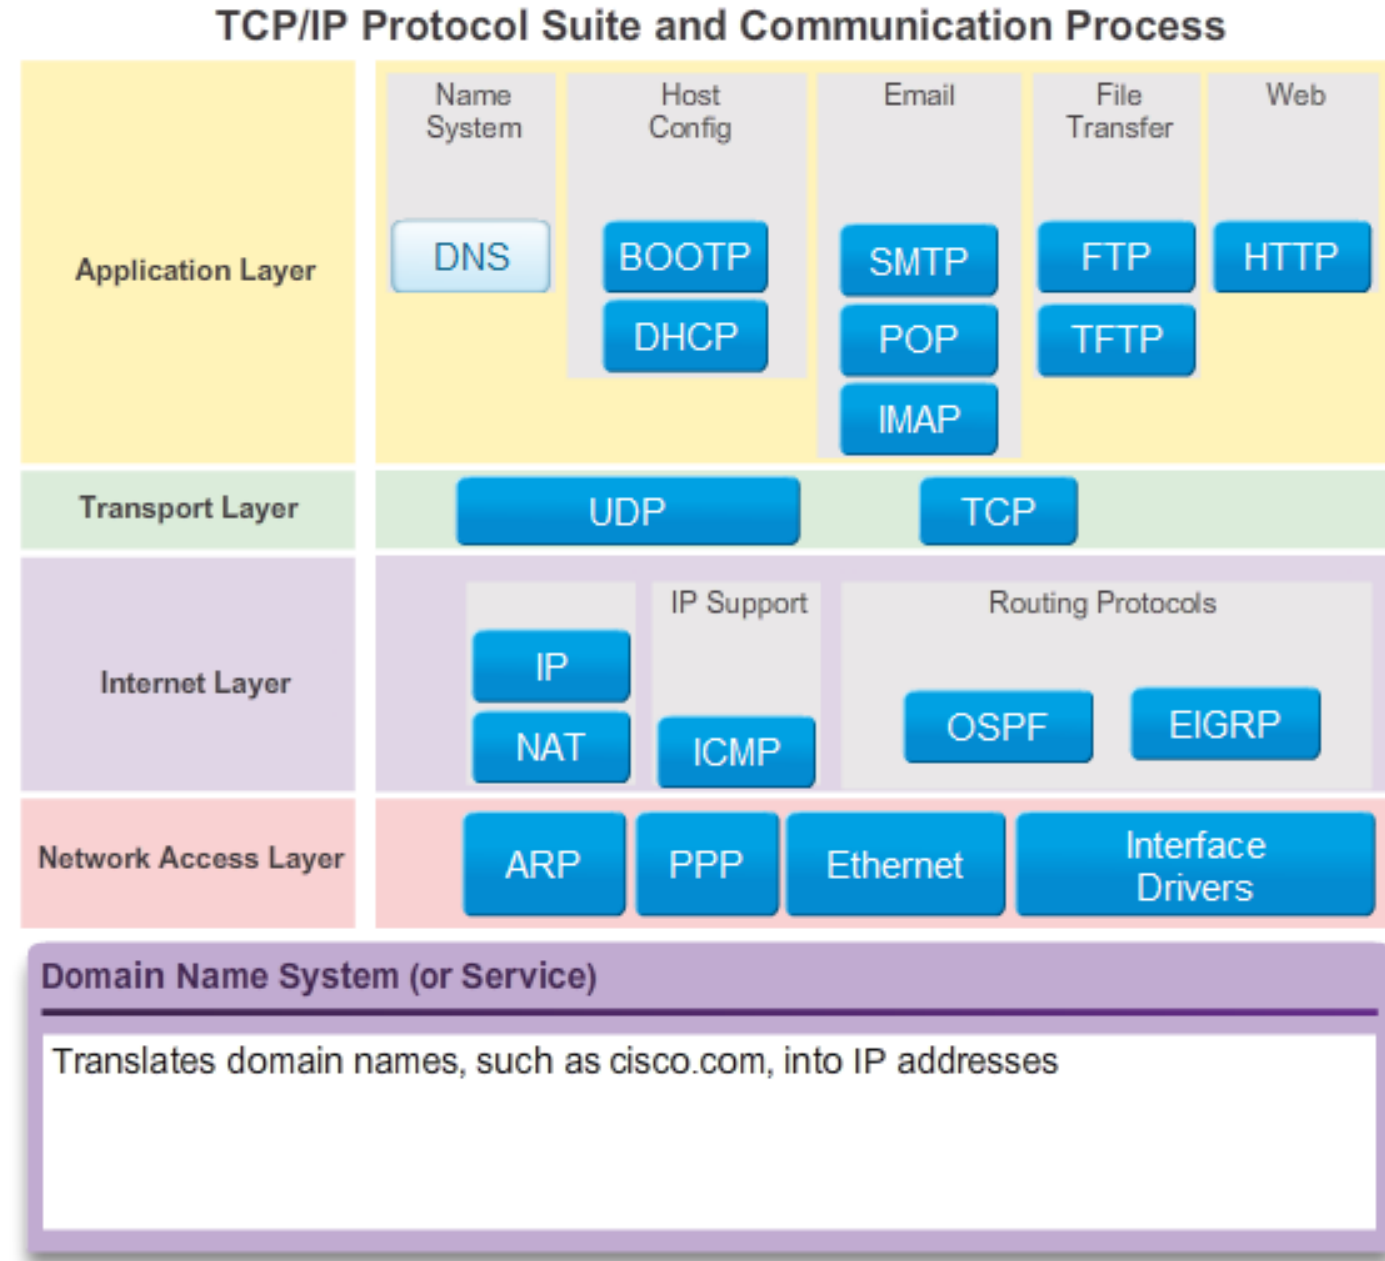 TCP/IP Protocol Suite and Communication Process
Application Layer
Name
System
DNS
Host
Config
BOOTP
DHCP
Email
SMTP
POP
IMAP
File
Transfer
FTP
TFTP
Web
HTTP
Transport Layer
UDP
TCP
Internet Layer
IP
NAT
IP Support
ICMP
Routing Protocols
OSPF
EIGRP
Network Access Layer
ARP
PPP
Ethernet
Interface
Drivers
Domain Name System (or Service)
Translates domain names, such as cisco.com, into IP addresses